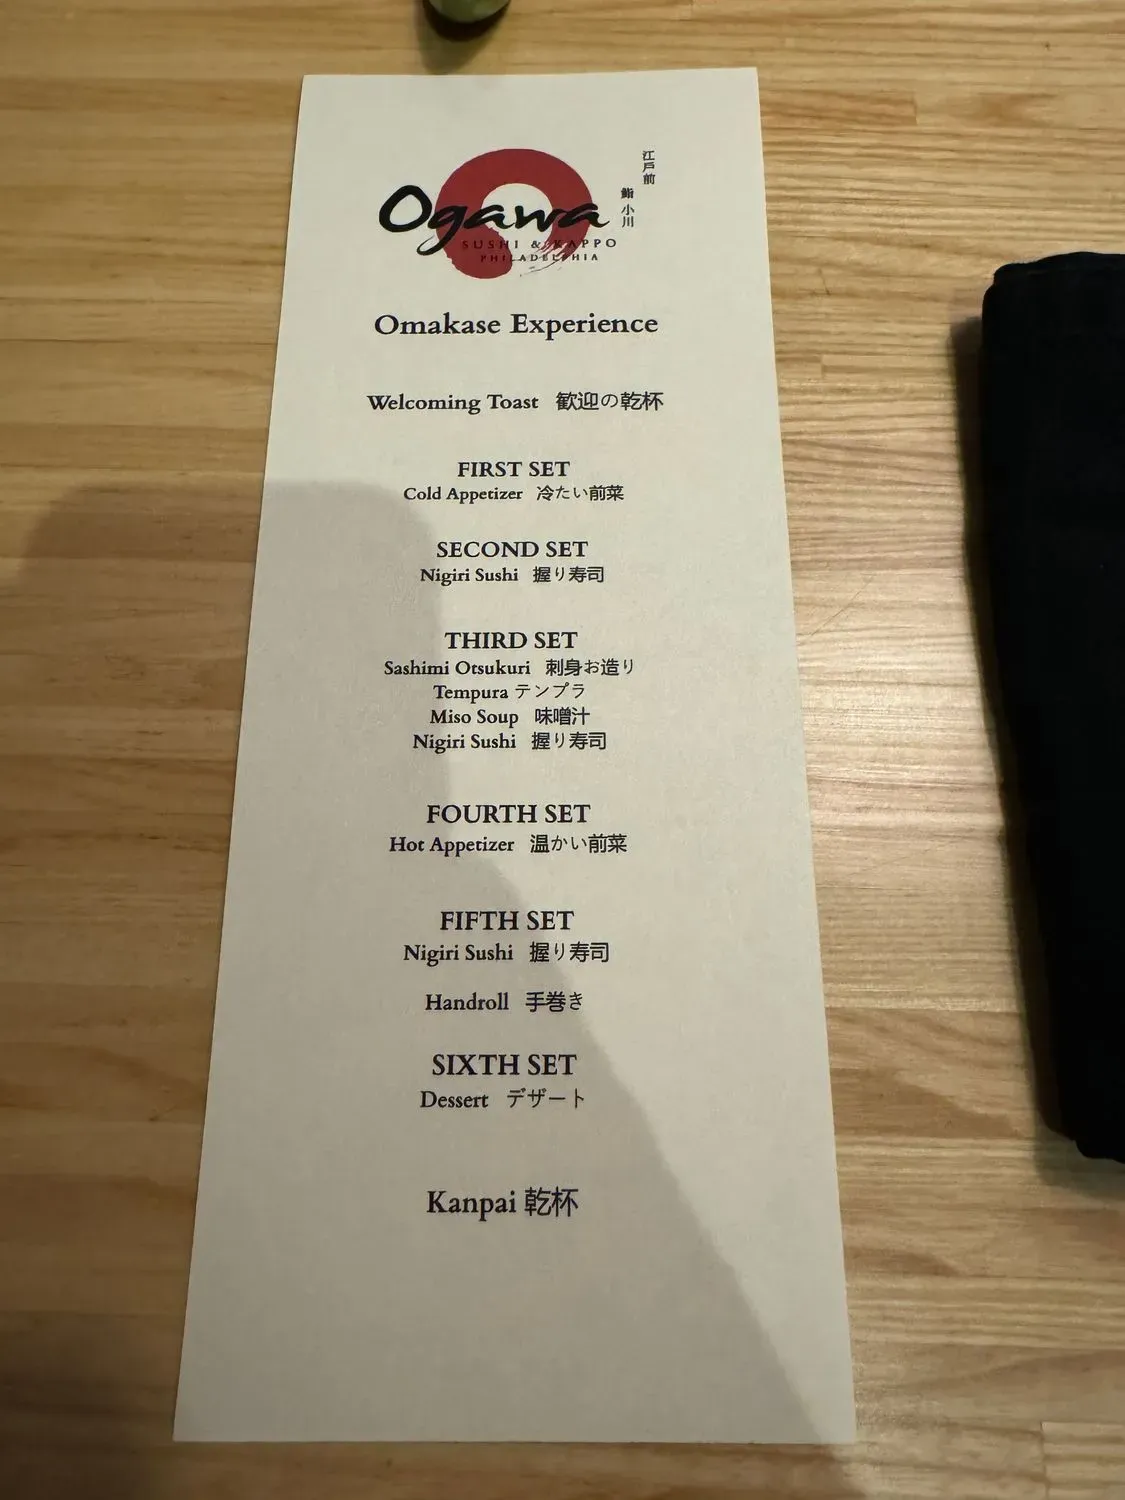 Ogawa
SUSHI & KAPPO
PHILADELPHIA
江戸前
鮨 小川
Omakase Experience
Welcoming Toast 歓迎の乾杯
FIRST SET
Cold Appetizer 冷たい前菜
SECOND SET
Nigiri Sushi 握り寿司
THIRD SET
Sashimi Otsukuri 刺身お造り
Tempura テンプラ
Miso Soup 味噌汁
Nigiri Sushi 握り寿司
FOURTH SET
Hot Appetizer 温かい前菜
FIFTH SET
Nigiri Sushi 握り寿司
Handroll 手巻き
SIXTH SET
Dessert デザート
Kanpai 乾杯